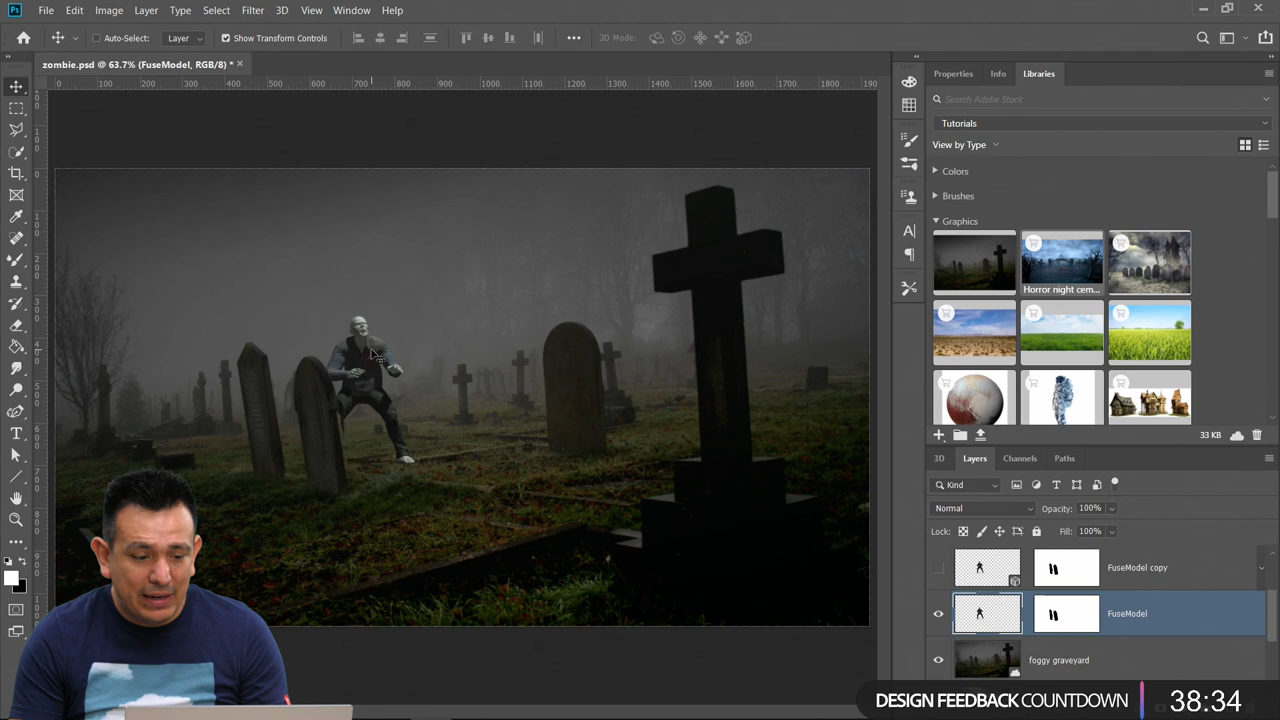 Ps File Edit Image Layer Type Select Filter 3D View Window Help
Auto-Select: Layer Show Transform Controls 3D Mode:
zombie.psd @ 63.7% (FuseModel, RGB/8) *
Properties Info Libraries
0 100 200 300 400 500 600 700 800 900 1000 1100 1200 1300 1400 1500 1600 1700 1800
Search Adobe Stock
Tutorials
View by Type
Colors
Brushes
Graphics
Horror night cem...
33 KB
3D Layers Channels Paths
Kind
Normal Opacity: 100%
Lock: Fill: 100%
FuseModel copy
FuseModel
foggy graveyard
DESIGN FEEDBACK COUNTDOWN 38:34